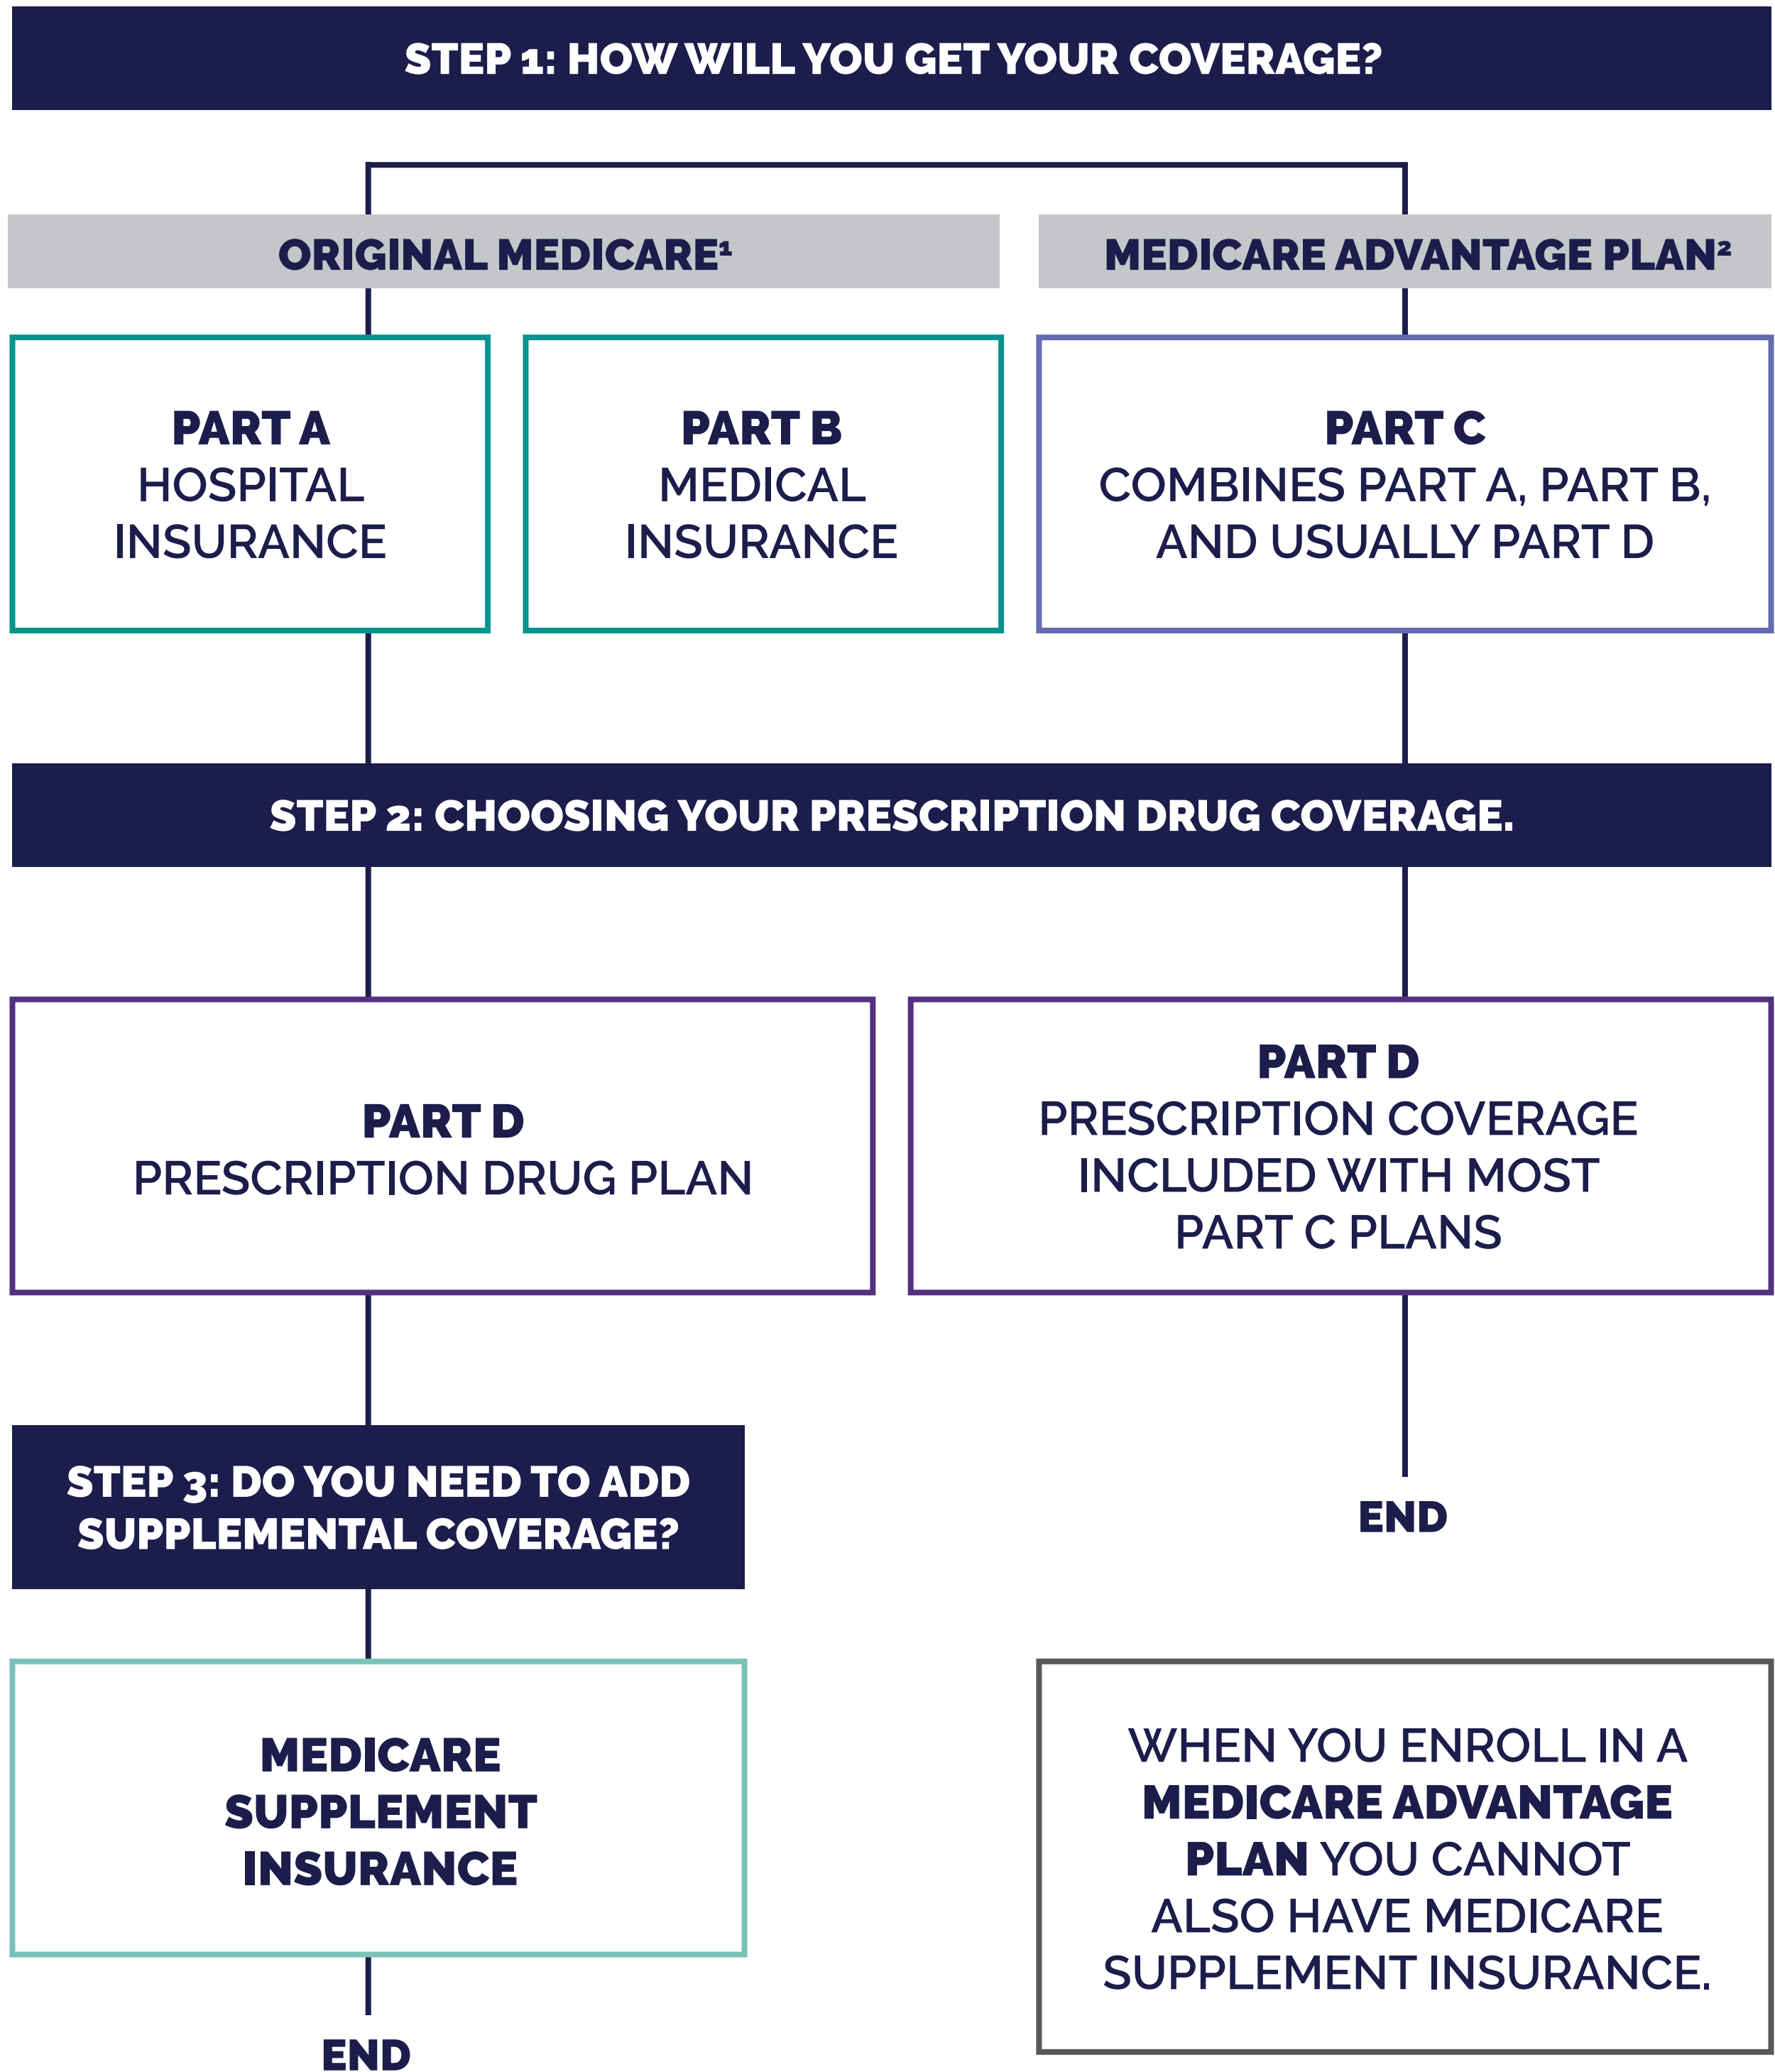 STEP 1: HOW WILL YOU GET YOUR COVERAGE?
ORIGINAL MEDICARE¹
MEDICARE ADVANTAGE PLAN²
PART A
HOSPITAL
INSURANCE
PART B
MEDICAL
INSURANCE
PART C
COMBINES PART A, PART B,
AND USUALLY PART D
STEP 2: CHOOSING YOUR PRESCRIPTION DRUG COVERAGE.
PART D
PRESCRIPTION DRUG PLAN
PART D
PRESCRIPTION COVERAGE
INCLUDED WITH MOST
PART C PLANS
STEP 3: DO YOU NEED TO ADD
SUPPLEMENTAL COVERAGE?
END
MEDICARE
SUPPLEMENT
INSURANCE
END
WHEN YOU ENROLL IN A
MEDICARE ADVANTAGE
PLAN YOU CANNOT
ALSO HAVE MEDICARE
SUPPLEMENT INSURANCE.